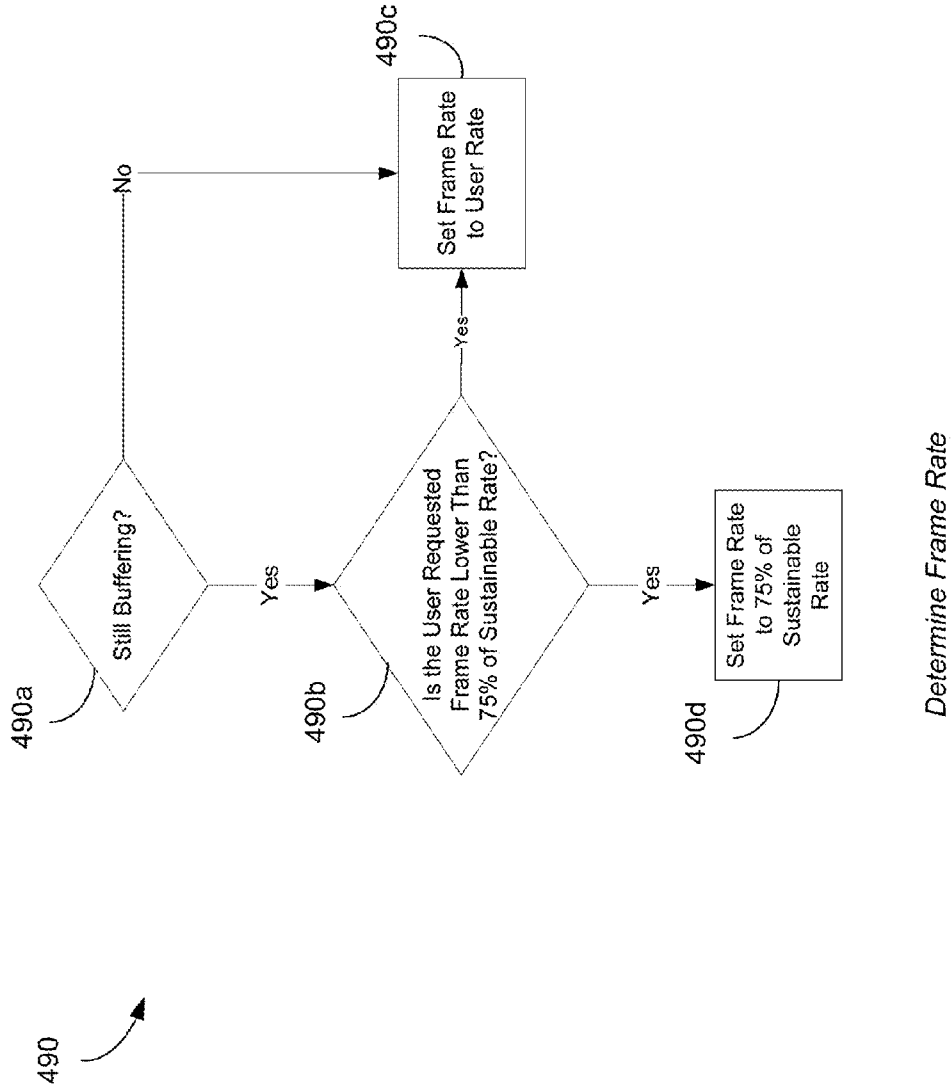 490
490a
Still Buffering?
No
Yes
490b
Is the User Requested
Frame Rate Lower Than
75% of Sustainable Rate?
Yes
490c
Set Frame Rate
to User Rate
Yes
490d
Set Frame Rate
to 75% of
Sustainable
Rate
Determine Frame Rate